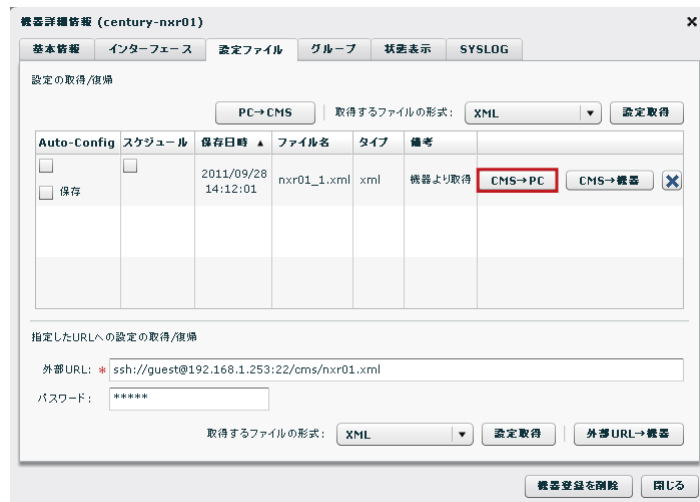 機器詳細情報 (century-nxr01)
基本情報 インターフェース 設定ファイル グループ 状態表示 SYSLOG
設定の取得/復帰
PC→CMS 取得するファイルの形式: XML 設定取得
Auto-Config スケジュール 保存日時 ▲ ファイル名 タイプ 備考
2011/09/28
14:12:01
nxr01_1.xml xml 機器より取得 CMS→PC CMS→機器
保存
指定したURLへの設定の取得/復帰
外部URL: * ssh://guest@192.168.1.253:22/cms/nxr01.xml
パスワード: *****
取得するファイルの形式: XML 設定取得 外部URL→機器
機器登録を削除 閉じる